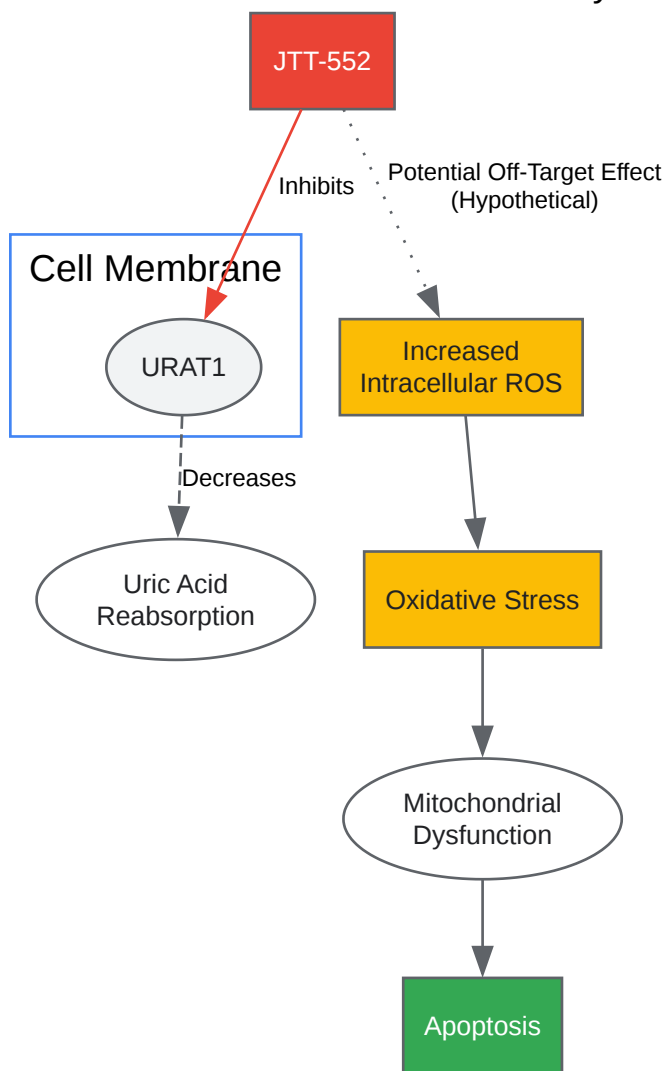 JTT-552
Inhibits
Potential Off-Target Effect
(Hypothetical)
Cell Membrane
URAT1
Increased
Intracellular ROS
Decreases
Uric Acid
Reabsorption
Oxidative Stress
Mitochondrial
Dysfunction
Apoptosis